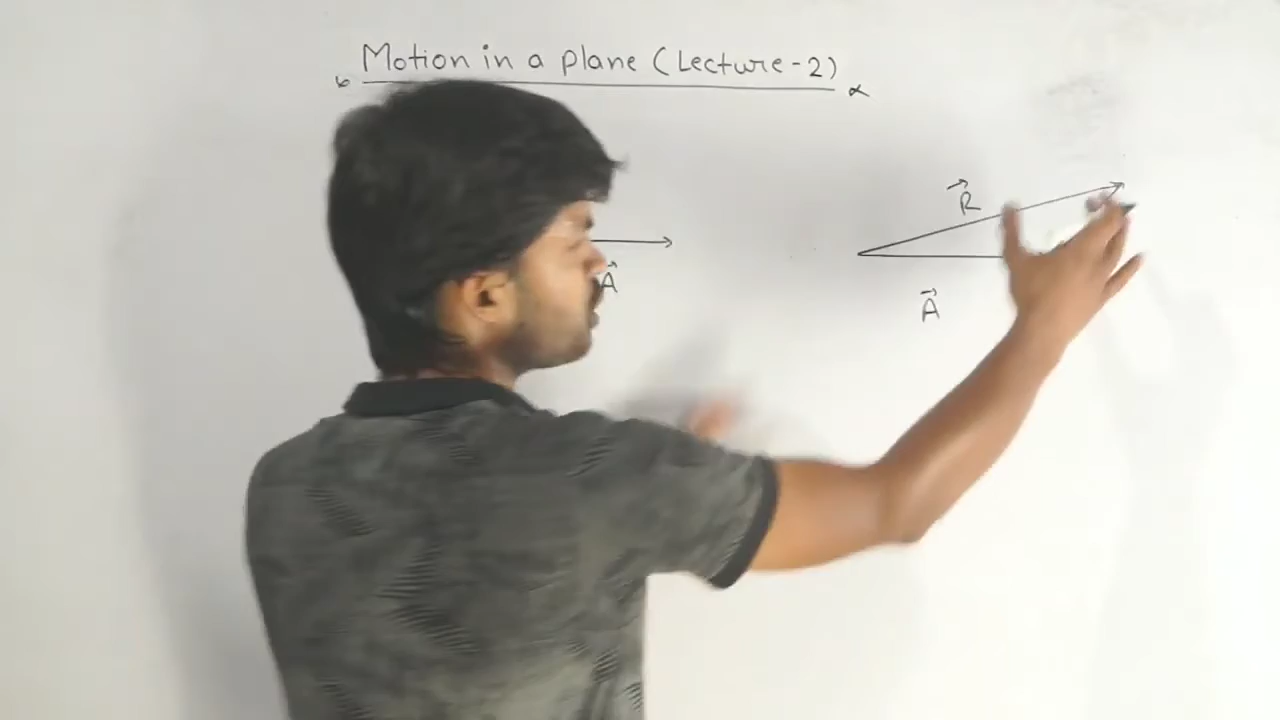 Motion in a plane (Lecture-2)
R⃗
A⃗
A⃗